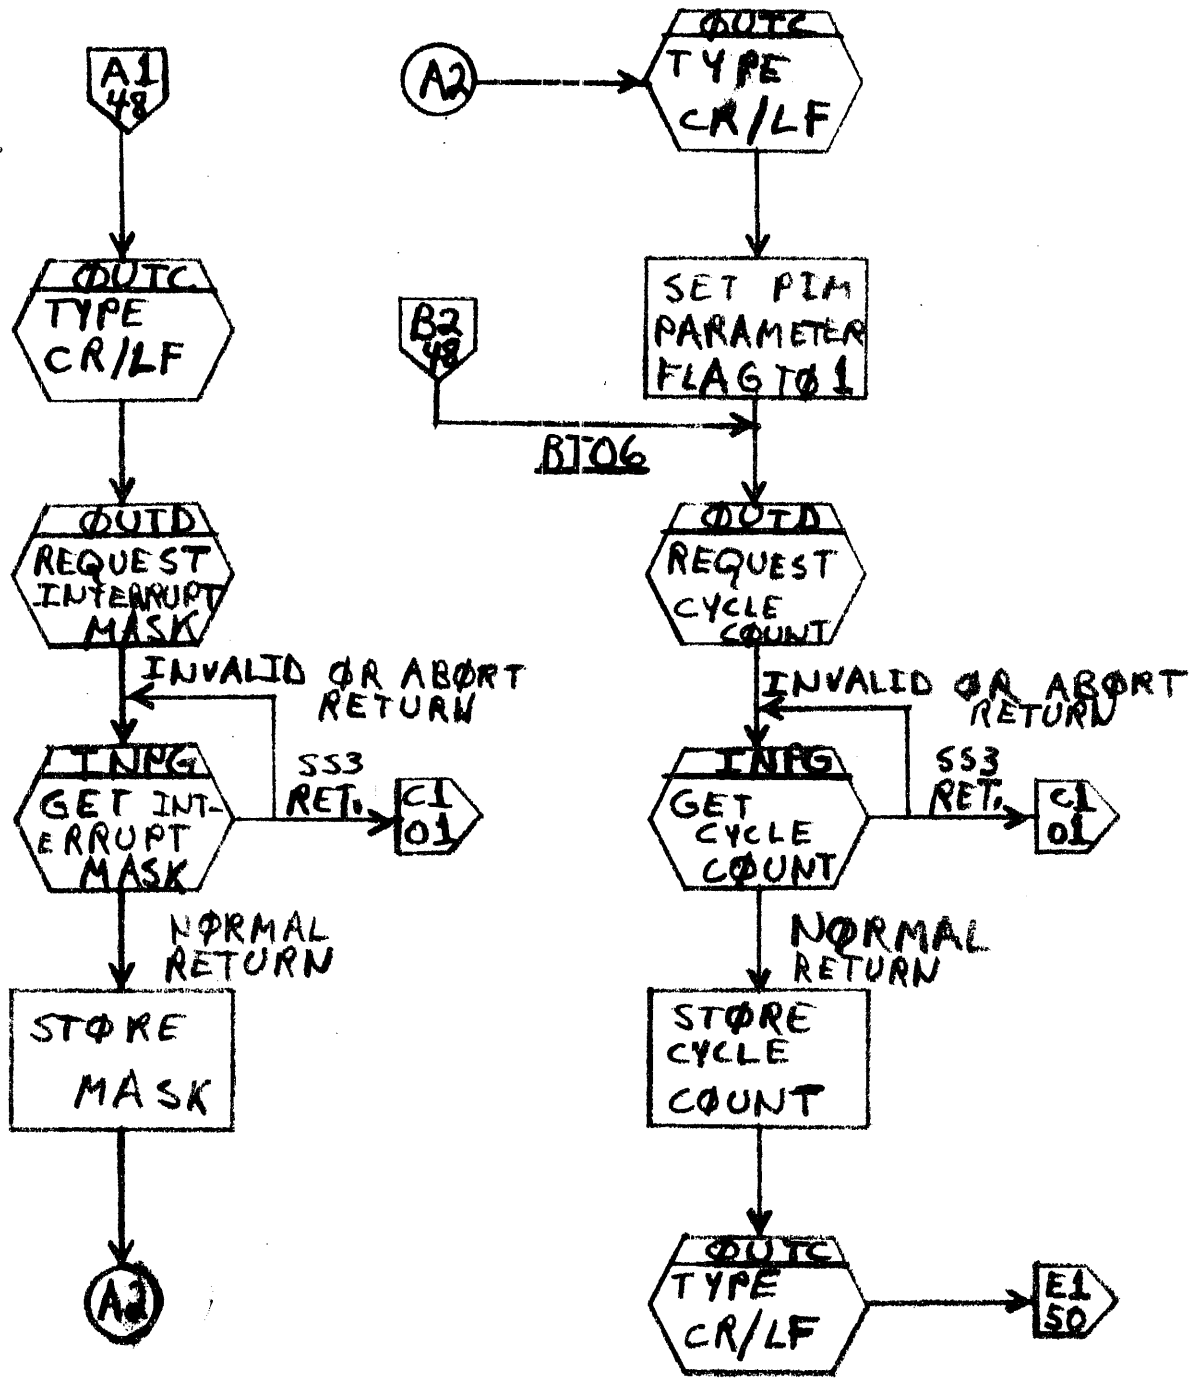 A1
48
ØUTC
TYPE
CR/LF
ØUTD
REQUEST
INTERRUPT
MASK
INVALID ØR ABØRT
RETURN
INPG
GET INT-
ERRUPT
MASK
SS3
RET.
C1
01
NØRMAL
RETURN
STØRE
MASK
A2
A2
ØUTC
TYPE
CR/LF
SET PIM
PARAMETER
FLAG TØ 1
B2
48
BT06
ØUTD
REQUEST
CYCLE
CØUNT
INVALID ØR ABØRT
RETURN
INPG
GET
CYCLE
CØUNT
SS3
RET.
C1
01
NØRMAL
RETURN
STØRE
CYCLE
CØUNT
ØUTC
TYPE
CR/LF
E1
50